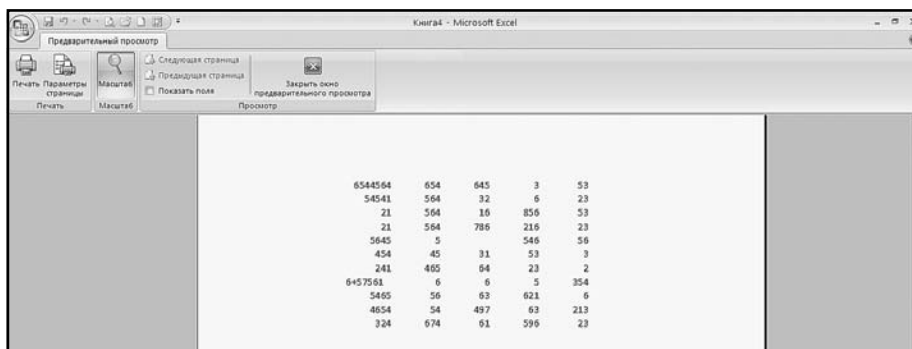 Книга4 - Microsoft Excel
Предварительный просмотр
Печать Параметры страницы
Масштаб
Следующая страница
Предыдущая страница
Показать поля
Закрыть окно предварительного просмотра
Печать Масштаб Просмотр
6544564 654 645 3 53
54541 564 32 6 23
21 564 16 856 53
21 564 786 216 23
5645 5 546 56
454 45 31 53 3
241 465 64 23 2
6+57561 6 6 5 354
5465 56 63 621 6
4654 54 497 63 213
324 674 61 596 23